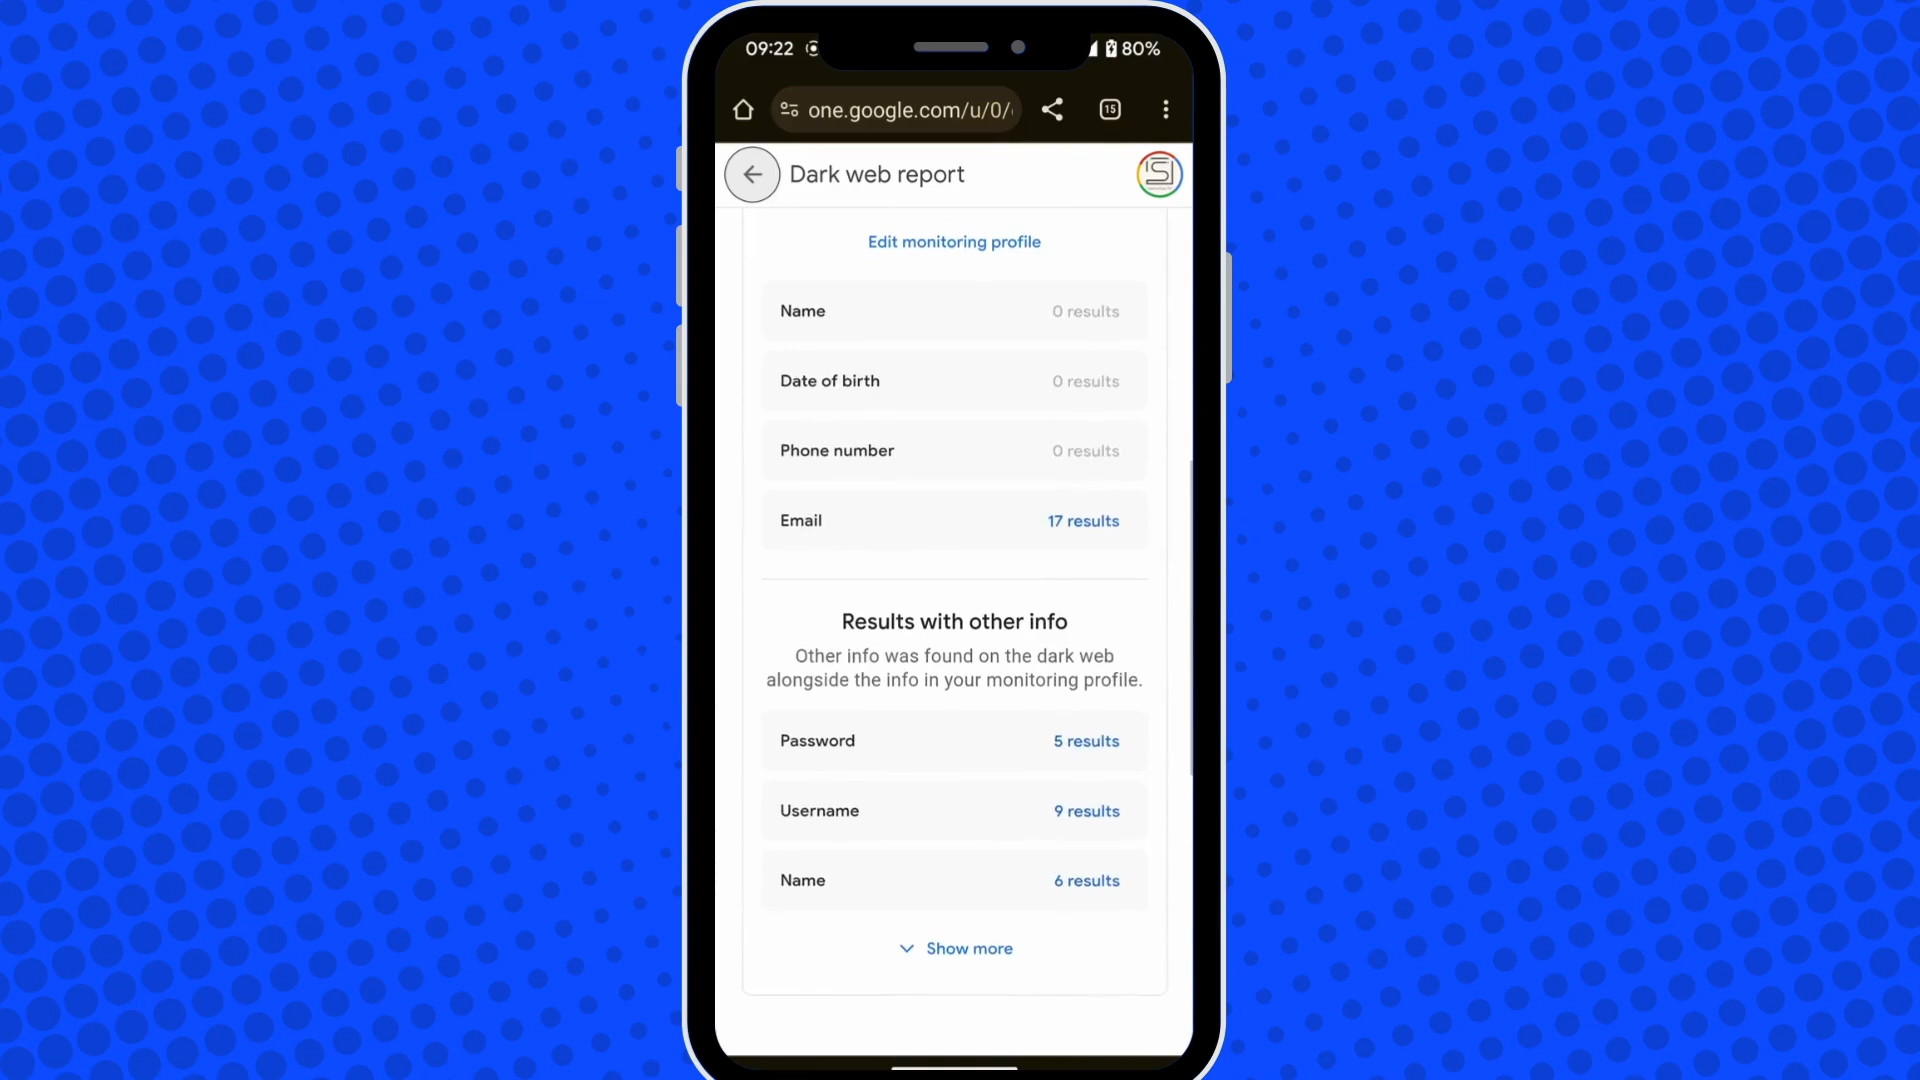 09:22
80%
one.google.com/u/0/
15
Dark web report
Edit monitoring profile
Name 0 results
Date of birth 0 results
Phone number 0 results
Email 17 results
Results with other info
Other info was found on the dark web
alongside the info in your monitoring profile.
Password 5 results
Username 9 results
Name 6 results
Show more